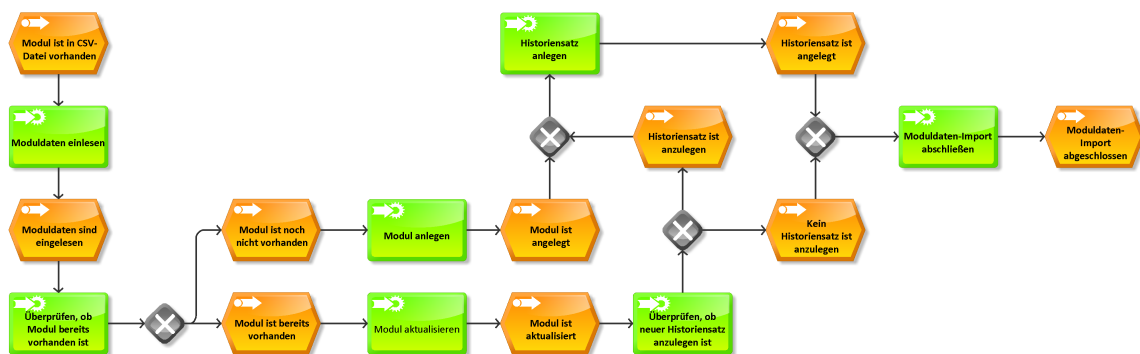 Modul ist in CSV-
Datei vorhanden
Moduldaten einlesen
Moduldaten sind
eingelesen
Überprüfen, ob
Modul bereits
vorhanden ist
Modul ist noch
nicht vorhanden
Modul anlegen
Modul ist
angelegt
Modul ist bereits
vorhanden
Modul aktualisieren
Modul ist
aktualisiert
Überprüfen, ob
neuer Historiensatz
anzulegen ist
Historiensatz ist
anzulegen
Kein
Historiensatz ist
anzulegen
Historiensatz
anlegen
Historiensatz ist
angelegt
Moduldaten-Import
abschließen
Moduldaten-
Import
abgeschlossen